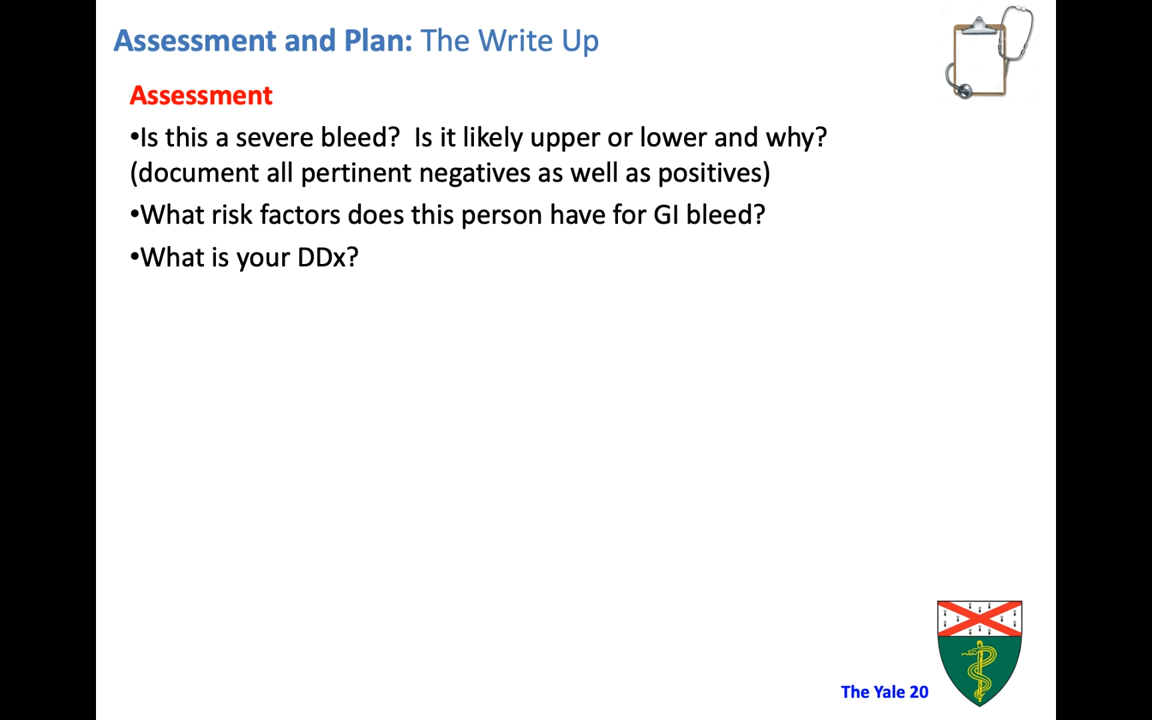 Assessment and Plan: The Write Up
Assessment
•Is this a severe bleed?  Is it likely upper or lower and why?
(document all pertinent negatives as well as positives)
•What risk factors does this person have for GI bleed?
•What is your DDx?
The Yale 20